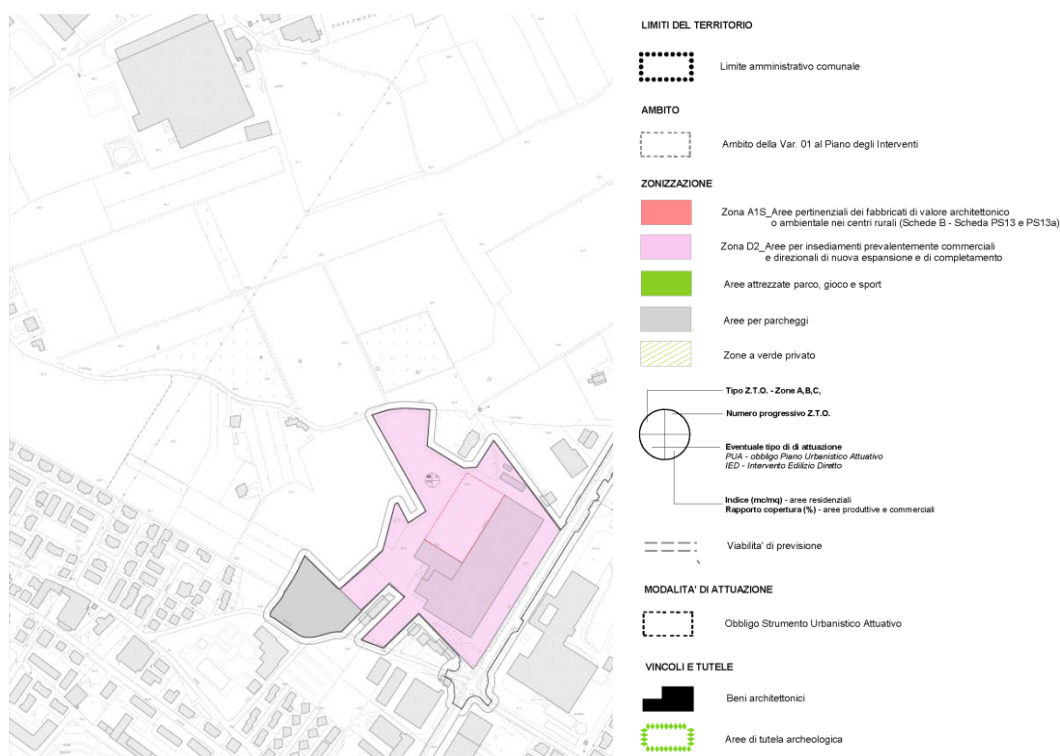 LIMITI DEL TERRITORIO
Limite amministrativo comunale
AMBITO
Ambito della Var. 01 al Piano degli Interventi
ZONIZZAZIONE
Zona A1S_Aree pertinenziali dei fabbricati di valore architettonico
o ambientale nei centri rurali (Schede B - Scheda PS13 e PS13a)
Zona D2_Aree per insediamenti prevalentemente commerciali
e direzionali di nuova espansione e di completamento
Aree attrezzate parco, gioco e sport
Aree per parcheggi
Zone a verde privato
Tipo Z.T.O. - Zone A,B,C,
Numero progressivo Z.T.O.
Eventuale tipo di di attuazione
PUA - obbligo Piano Urbanistico Attuativo
IED - Intervento Edilizio Diretto
Indice (mc/mq) - aree residenziali
Rapporto copertura (%) - aree produttive e commerciali
Viabilita' di previsione
MODALITA' DI ATTUAZIONE
Obbligo Strumento Urbanistico Attuativo
VINCOLI E TUTELE
Beni architettonici
Aree di tutela archeologica